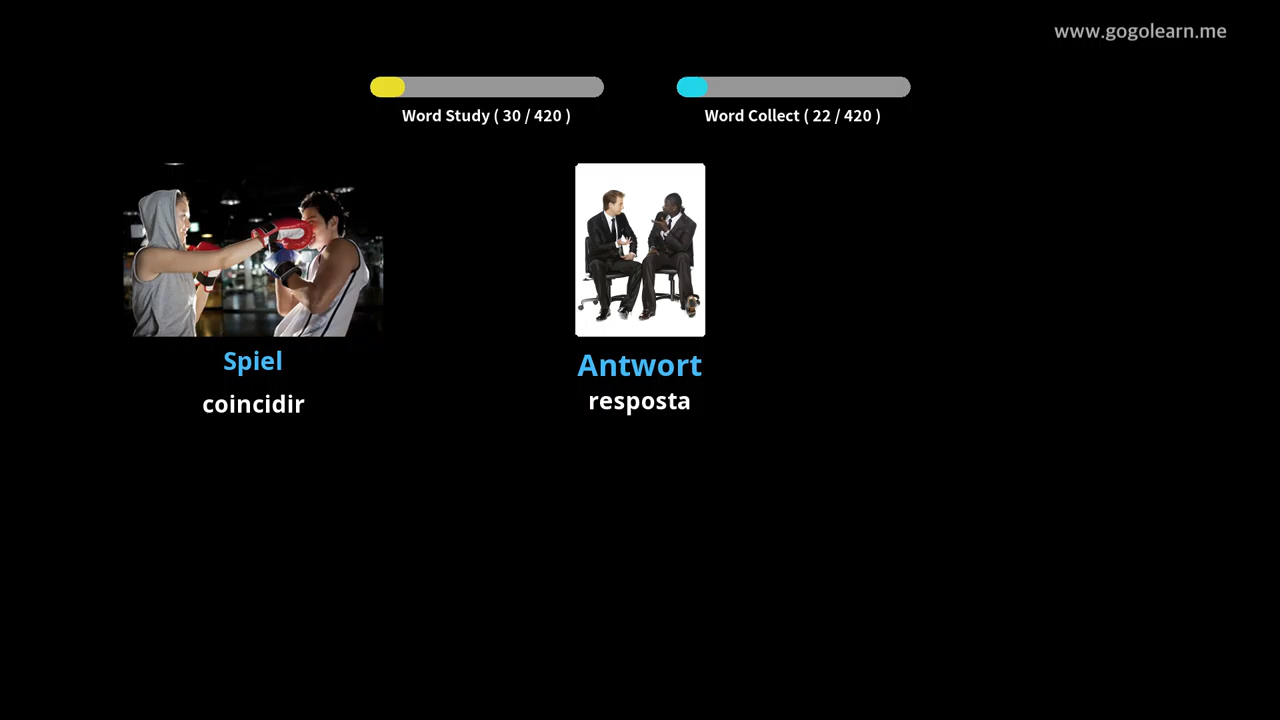 www.gogolearn.me
Word Study ( 30 / 420 )
Word Collect ( 22 / 420 )
Spiel
coincidir
Antwort
resposta